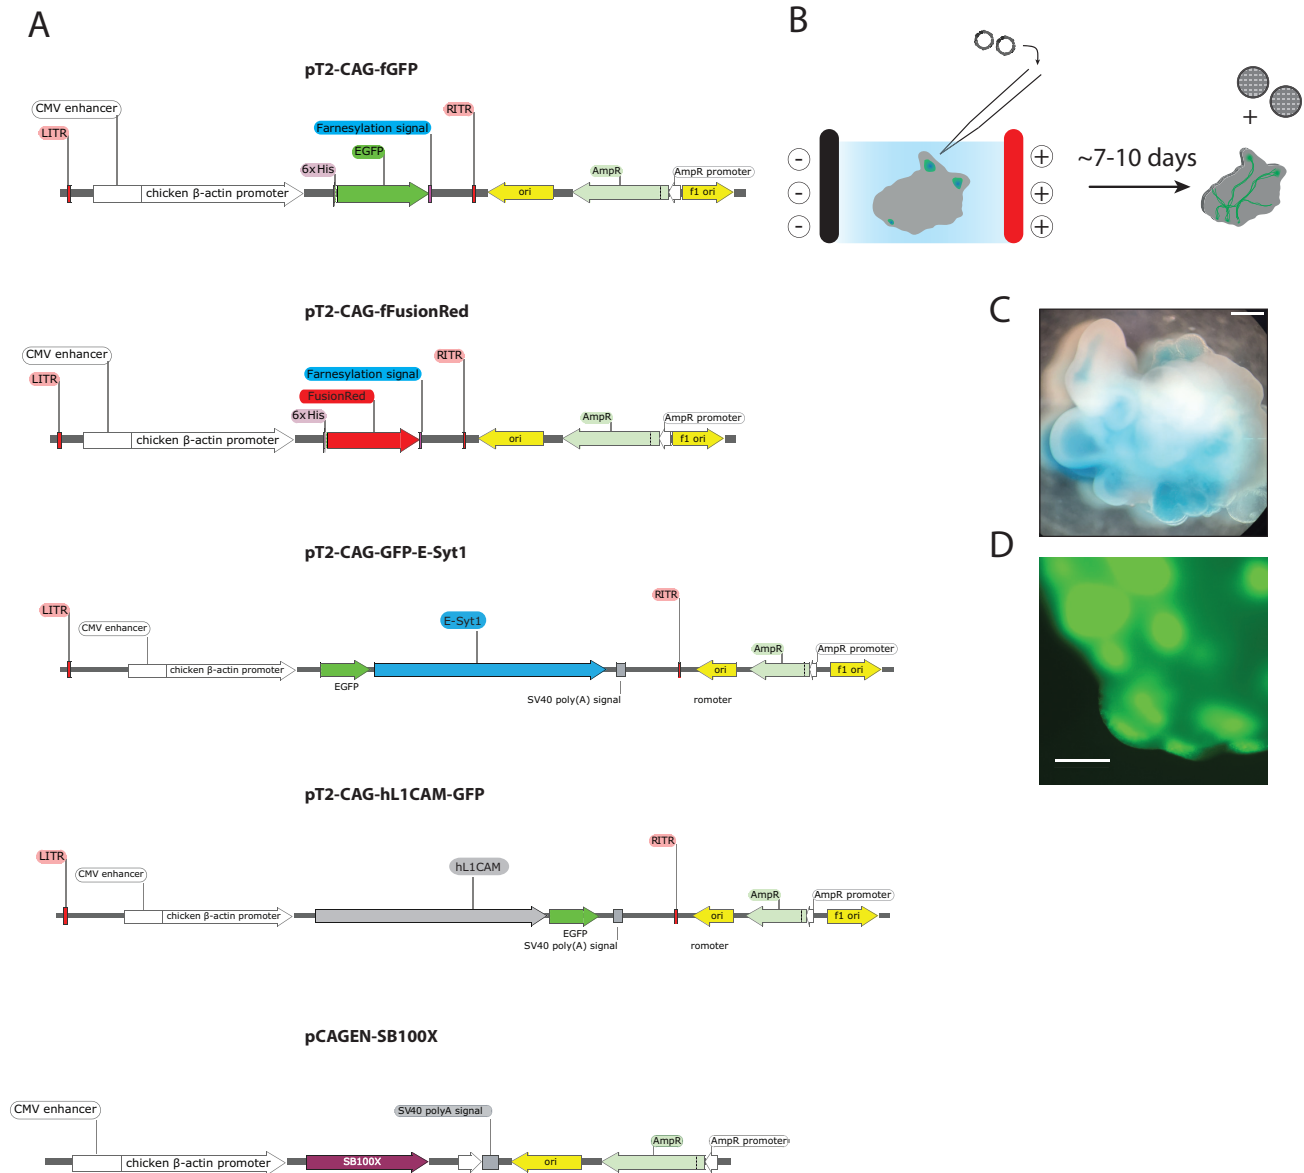 A
pT2-CAG-fGFP
CMV enhancer
LITR
RITR
Farnesylation signal
EGFP
6xHis
AmpR
AmpR promoter
chicken β-actin promoter
ori
f1 ori
pT2-CAG-fFusionRed
CMV enhancer
LITR
RITR
Farnesylation signal
FusionRed
6xHis
AmpR
AmpR promoter
chicken β-actin promoter
ori
f1 ori
pT2-CAG-GFP-E-Syt1
LITR
CMV enhancer
E-Syt1
RITR
AmpR
AmpR promoter
chicken β-actin promoter
ori
f1 ori
EGFP
SV40 poly(A) signal
romoter
pT2-CAG-hL1CAM-GFP
LITR
CMV enhancer
hL1CAM
RITR
AmpR
AmpR promoter
chicken β-actin promoter
ori
f1 ori
EGFP
SV40 poly(A) signal
romoter
pCAGEN-SB100X
CMV enhancer
SV40 polyA signal
AmpR
AmpR promoter
chicken β-actin promoter
SB100X
ori
B
- + ~7-10 days +
- +
- +
C
D